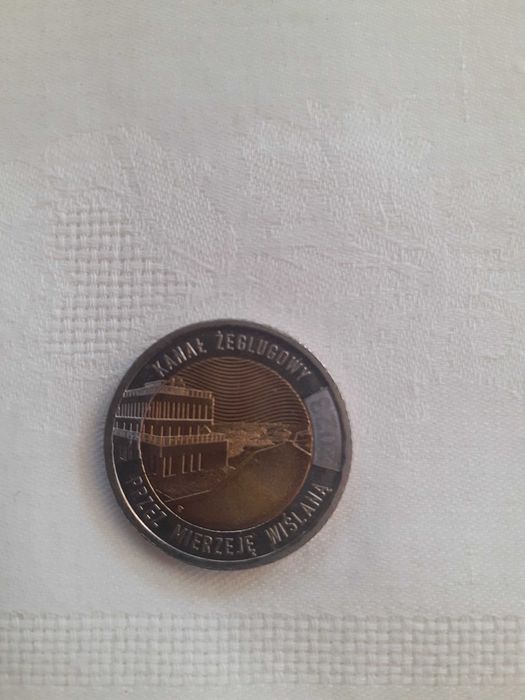 KANAŁ ŻEGLUGOWY
PRZEZ MIERZEJĘ WIŚLANĄ